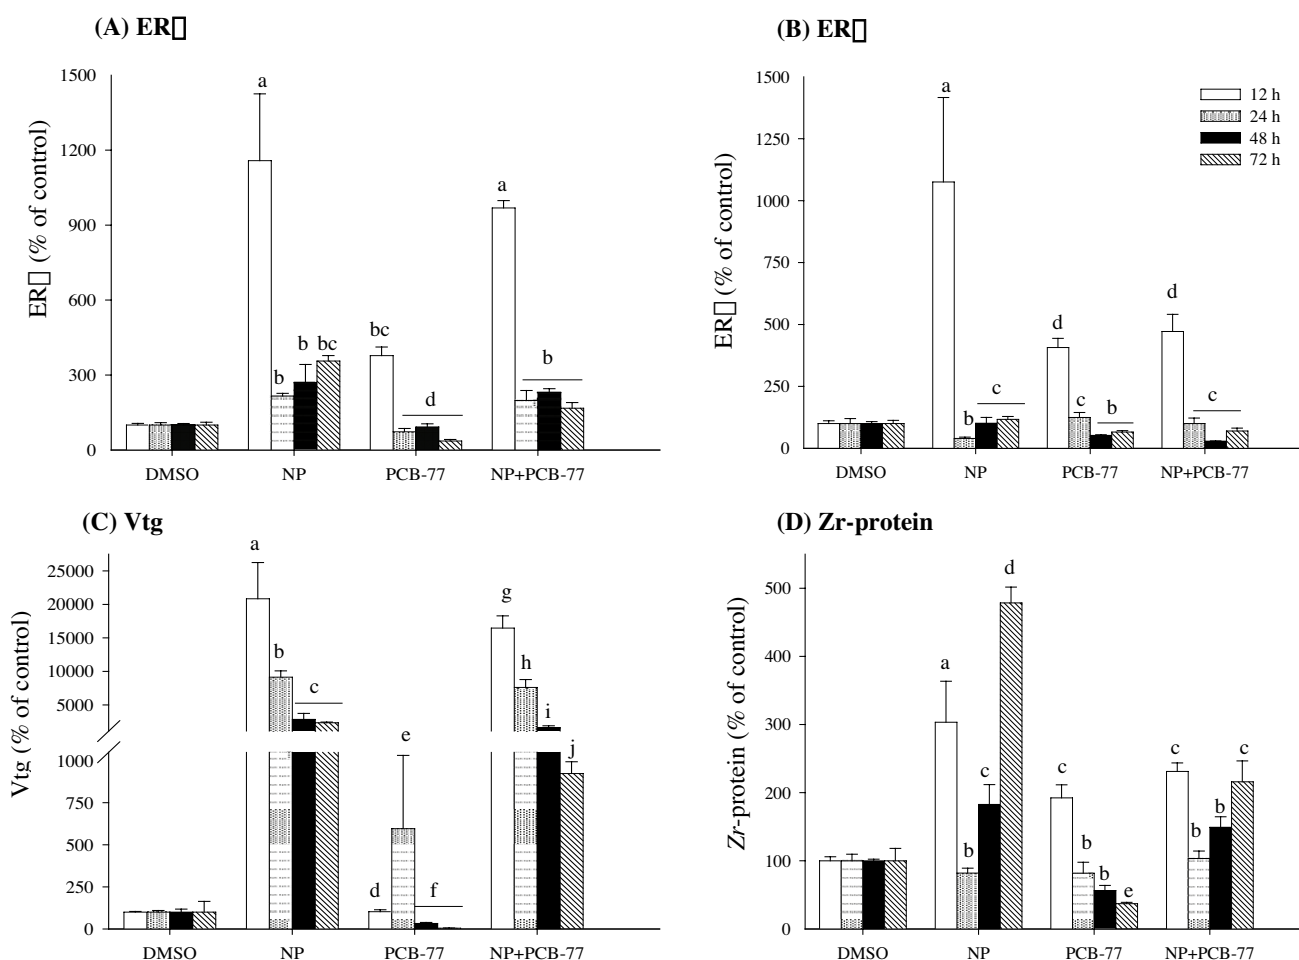 (A) ER▯
ER▯ (% of control)
1500
1200
900
600
300
0
a
b
b
bc
bc
d
a
b
DMSO
NP
PCB-77
NP+PCB-77
(B) ER▯
ER▯ (% of control)
1500
1250
1000
750
500
250
0
a
b
c
d
c
b
d
c
12 h
24 h
48 h
72 h
DMSO
NP
PCB-77
NP+PCB-77
(C) Vtg
Vtg (% of control)
25000
20000
15000
10000
5000
1000
750
500
250
0
a
b
c
d
e
f
g
h
i
j
DMSO
NP
PCB-77
NP+PCB-77
(D) Zr-protein
Zr-protein (% of control)
500
400
300
200
100
0
a
b
c
d
c
b
b
e
c
b
b
c
DMSO
NP
PCB-77
NP+PCB-77